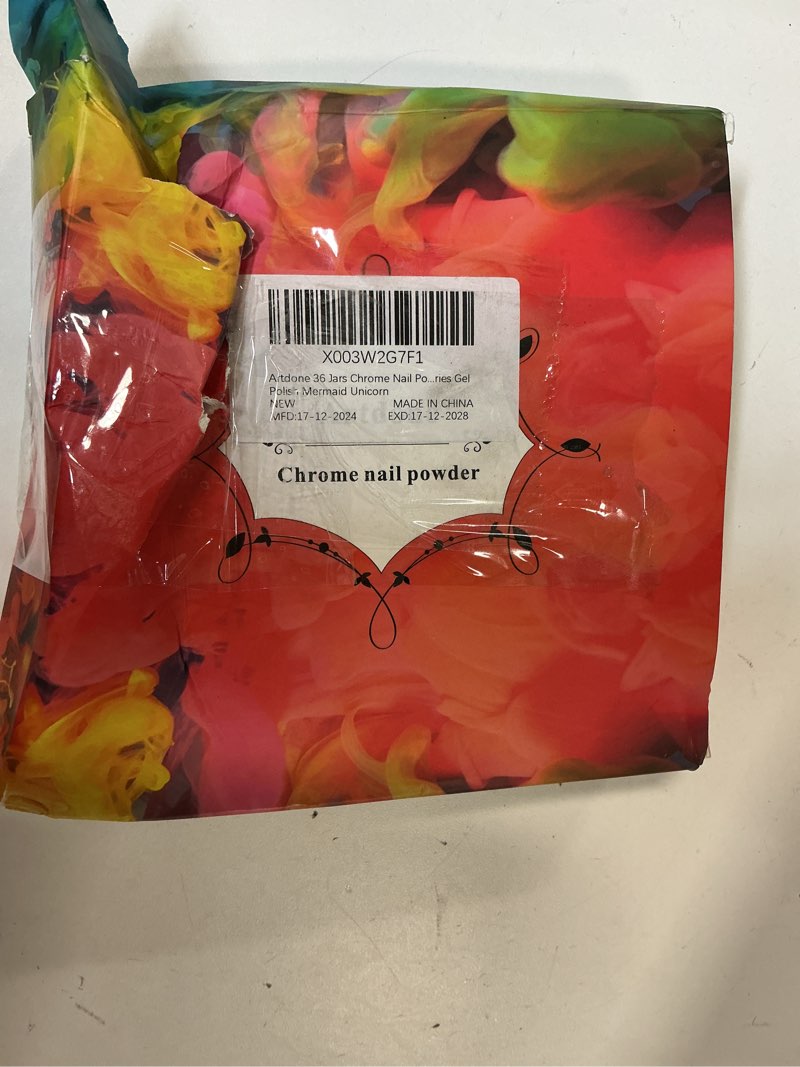 X003W2G7F1
Artdone 36 Jars Chrome Nail Po...ries Gel
Polish Mermaid Unicorn
NEW MADE IN CHINA
MFD:17-12-2024 EXD:17-12-2028
Chrome nail powder